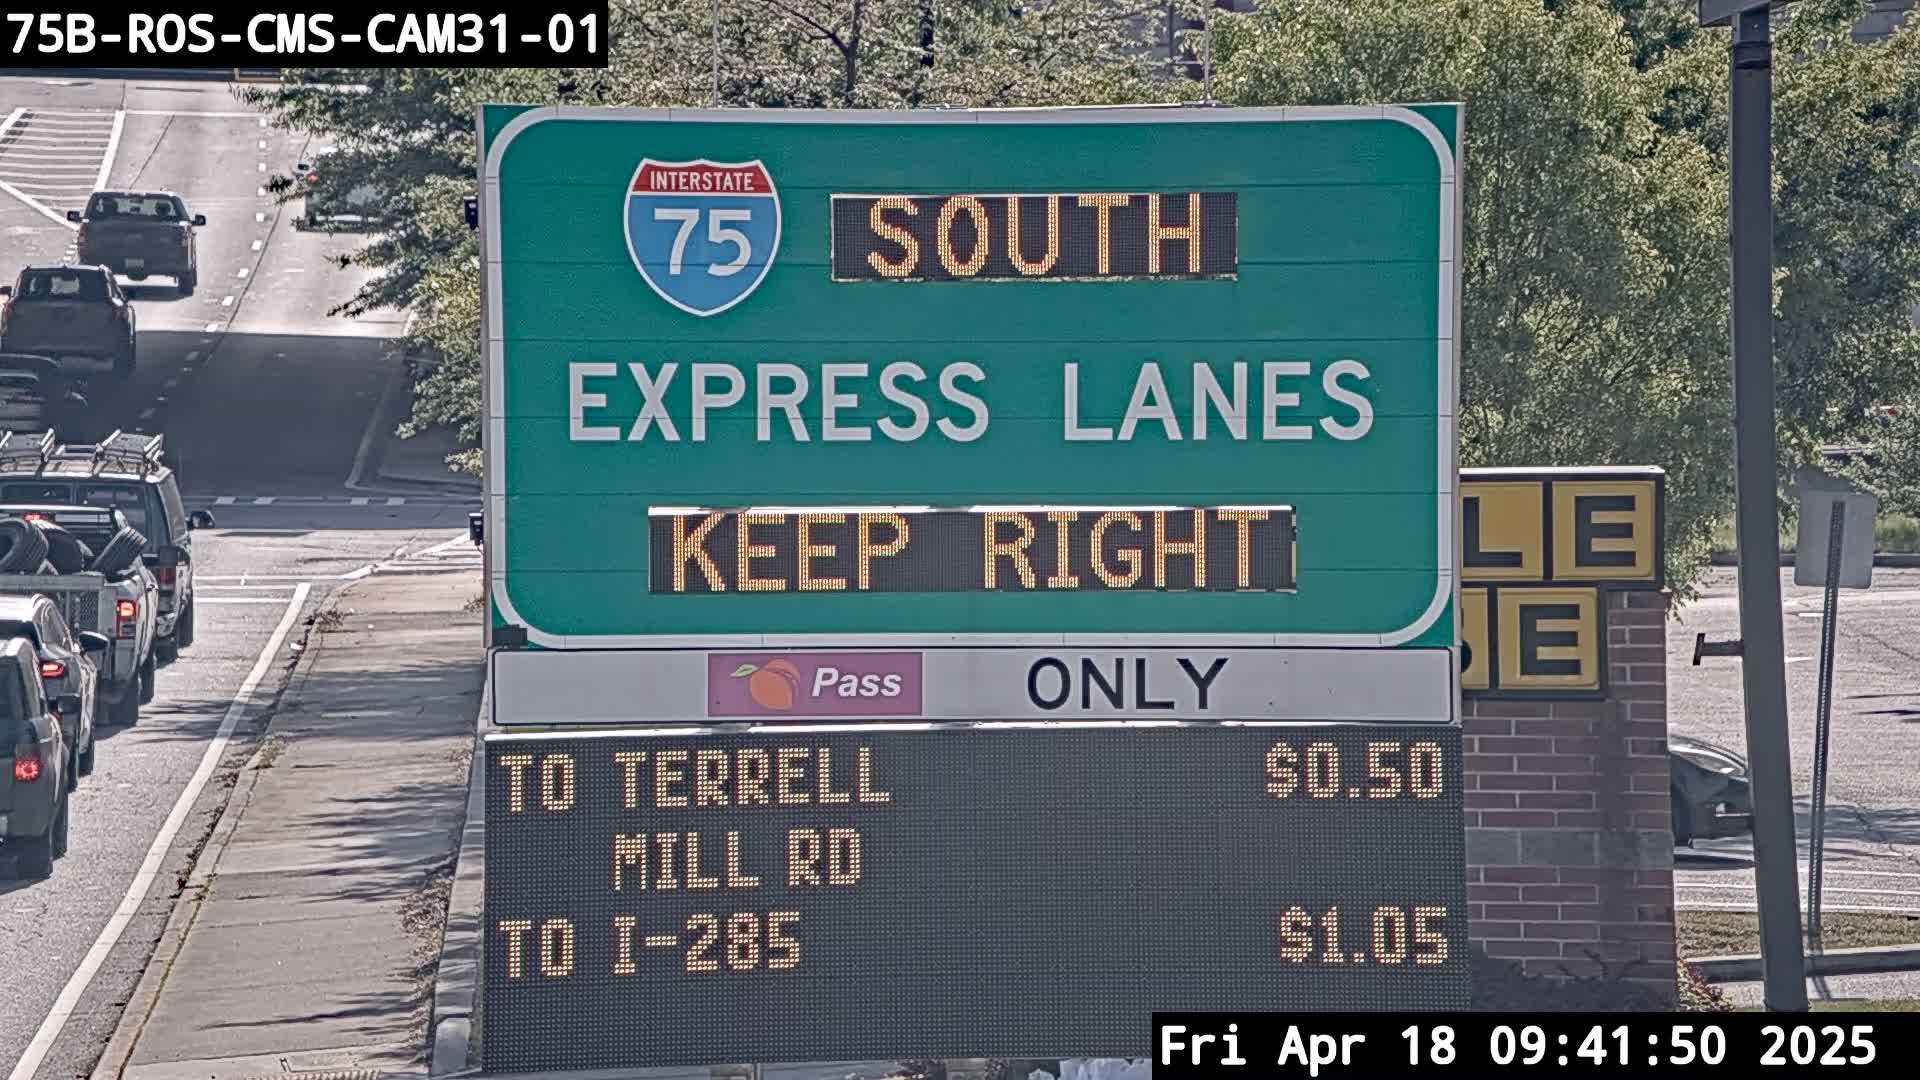 75B-ROS-CMS-CAM31-01
INTERSTATE
75
SOUTH
EXPRESS LANES
KEEP RIGHT
LE
E
Pass ONLY
TO TERRELL $0.50
MILL RD
TO I-285 $1.05
Fri Apr 18 09:41:50 2025